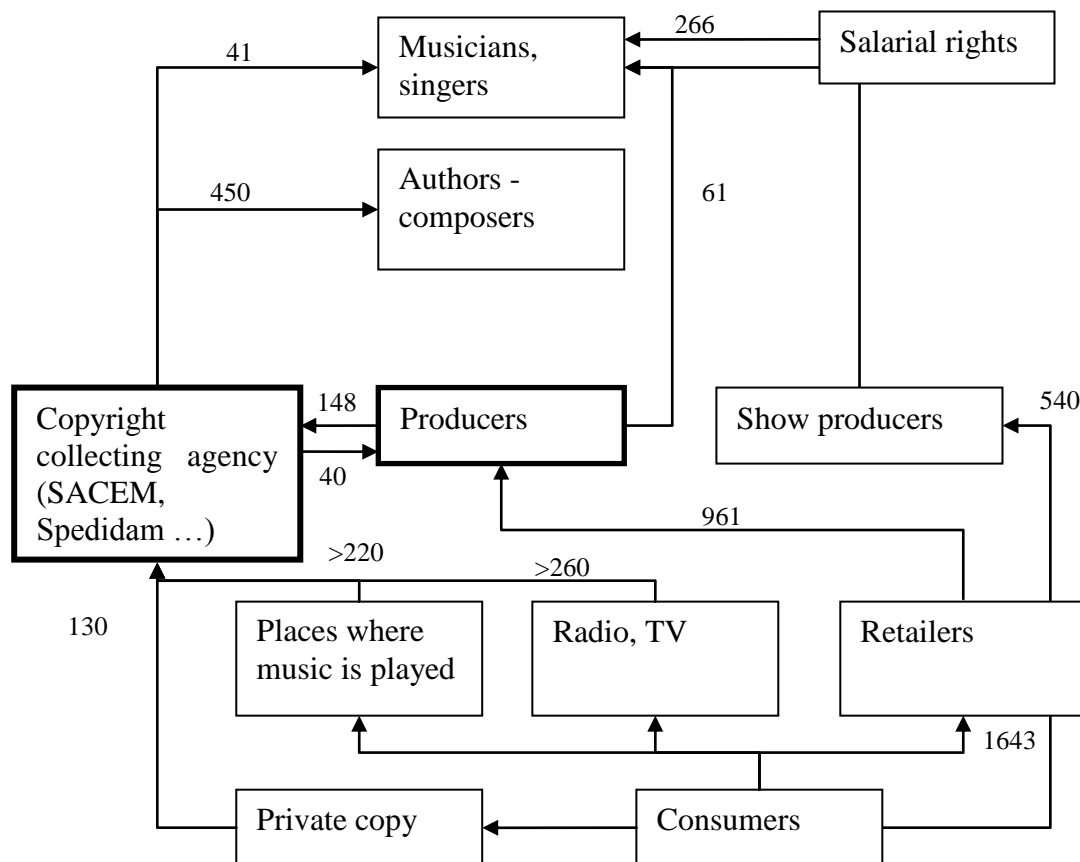 266
Salarial rights
41
Musicians,
singers
450
Authors -
composers
61
Copyright
collecting agency
(SACEM,
Spedidam …)
148
40
Producers
Show producers
540
961
>220
>260
130
Places where
music is played
Radio, TV
Retailers
1643
Private copy
Consumers